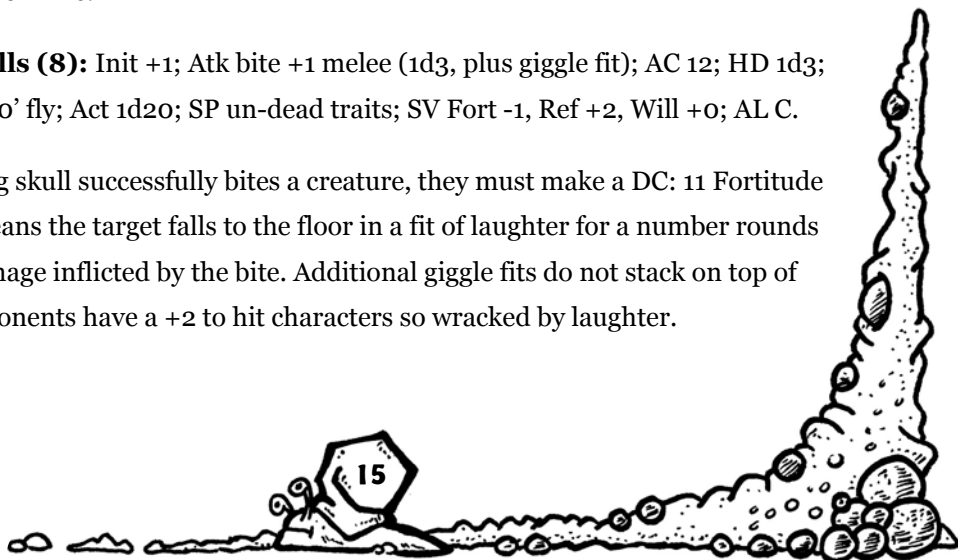 lls (8): Init +1; Atk bite +1 melee (1d3, plus giggle fit); AC 12; HD 1d3;
0’ fly; Act 1d20; SP un-dead traits; SV Fort -1, Ref +2, Will +0; AL C.
g skull successfully bites a creature, they must make a DC: 11 Fortitude
eans the target falls to the floor in a fit of laughter for a number rounds
nage inflicted by the bite. Additional giggle fits do not stack on top of
onents have a +2 to hit characters so wracked by laughter.
15